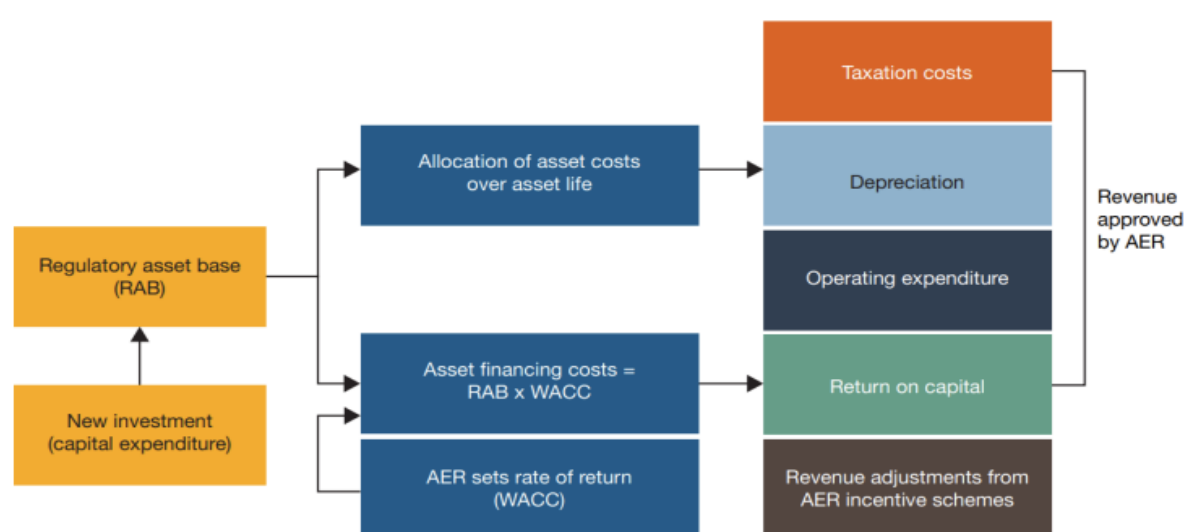 Taxation costs
Allocation of asset costs
over asset life
Depreciation
Revenue
approved
by AER
Regulatory asset base
(RAB)
Operating expenditure
Asset financing costs =
RAB x WACC
Return on capital
New investment
(capital expenditure)
AER sets rate of return
(WACC)
Revenue adjustments from
AER incentive schemes